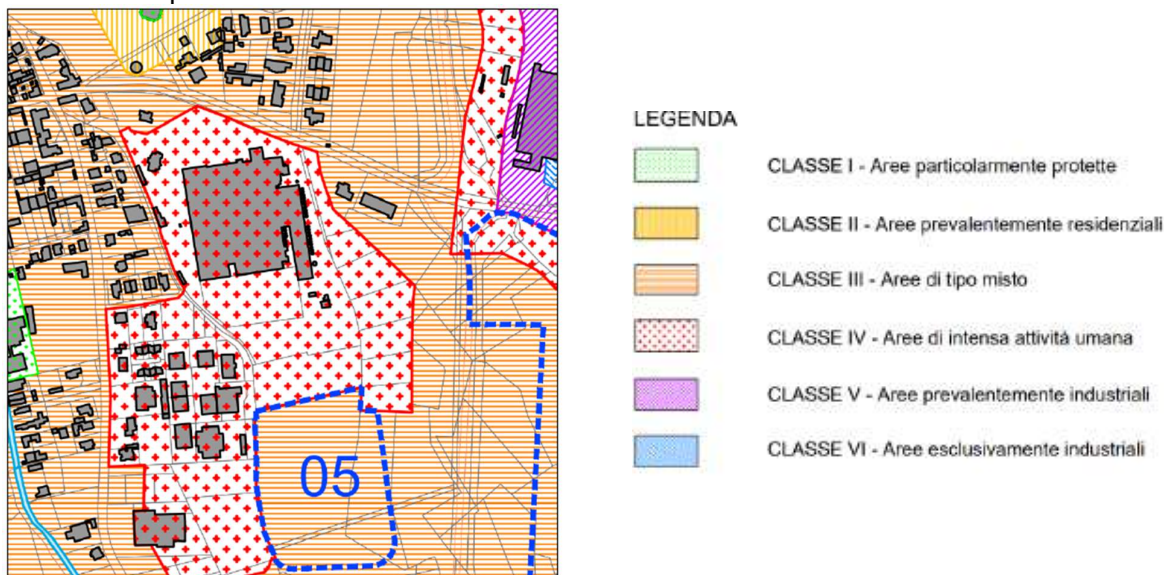 05
LEGENDA
CLASSE I - Aree particolarmente protette
CLASSE II - Aree prevalentemente residenziali
CLASSE III - Aree di tipo misto
CLASSE IV - Aree di intensa attività umana
CLASSE V - Aree prevalentemente industriali
CLASSE VI - Aree esclusivamente industriali